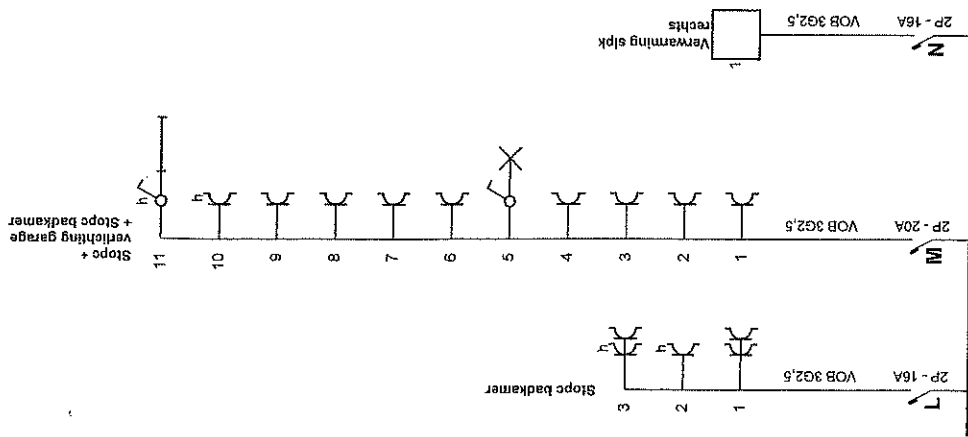 Verwarming slpk
rechts
1
VOB 3G2,5
2P - 16A
N
Stopc +
verlichting garage
+ Stopc badkamer
11
10
9
8
7
6
5
4
3
2
1
h
h
VOB 3G2,5
2P - 20A
M
Stopc badkamer
3
2
1
h
h
VOB 3G2,5
2P - 16A
L